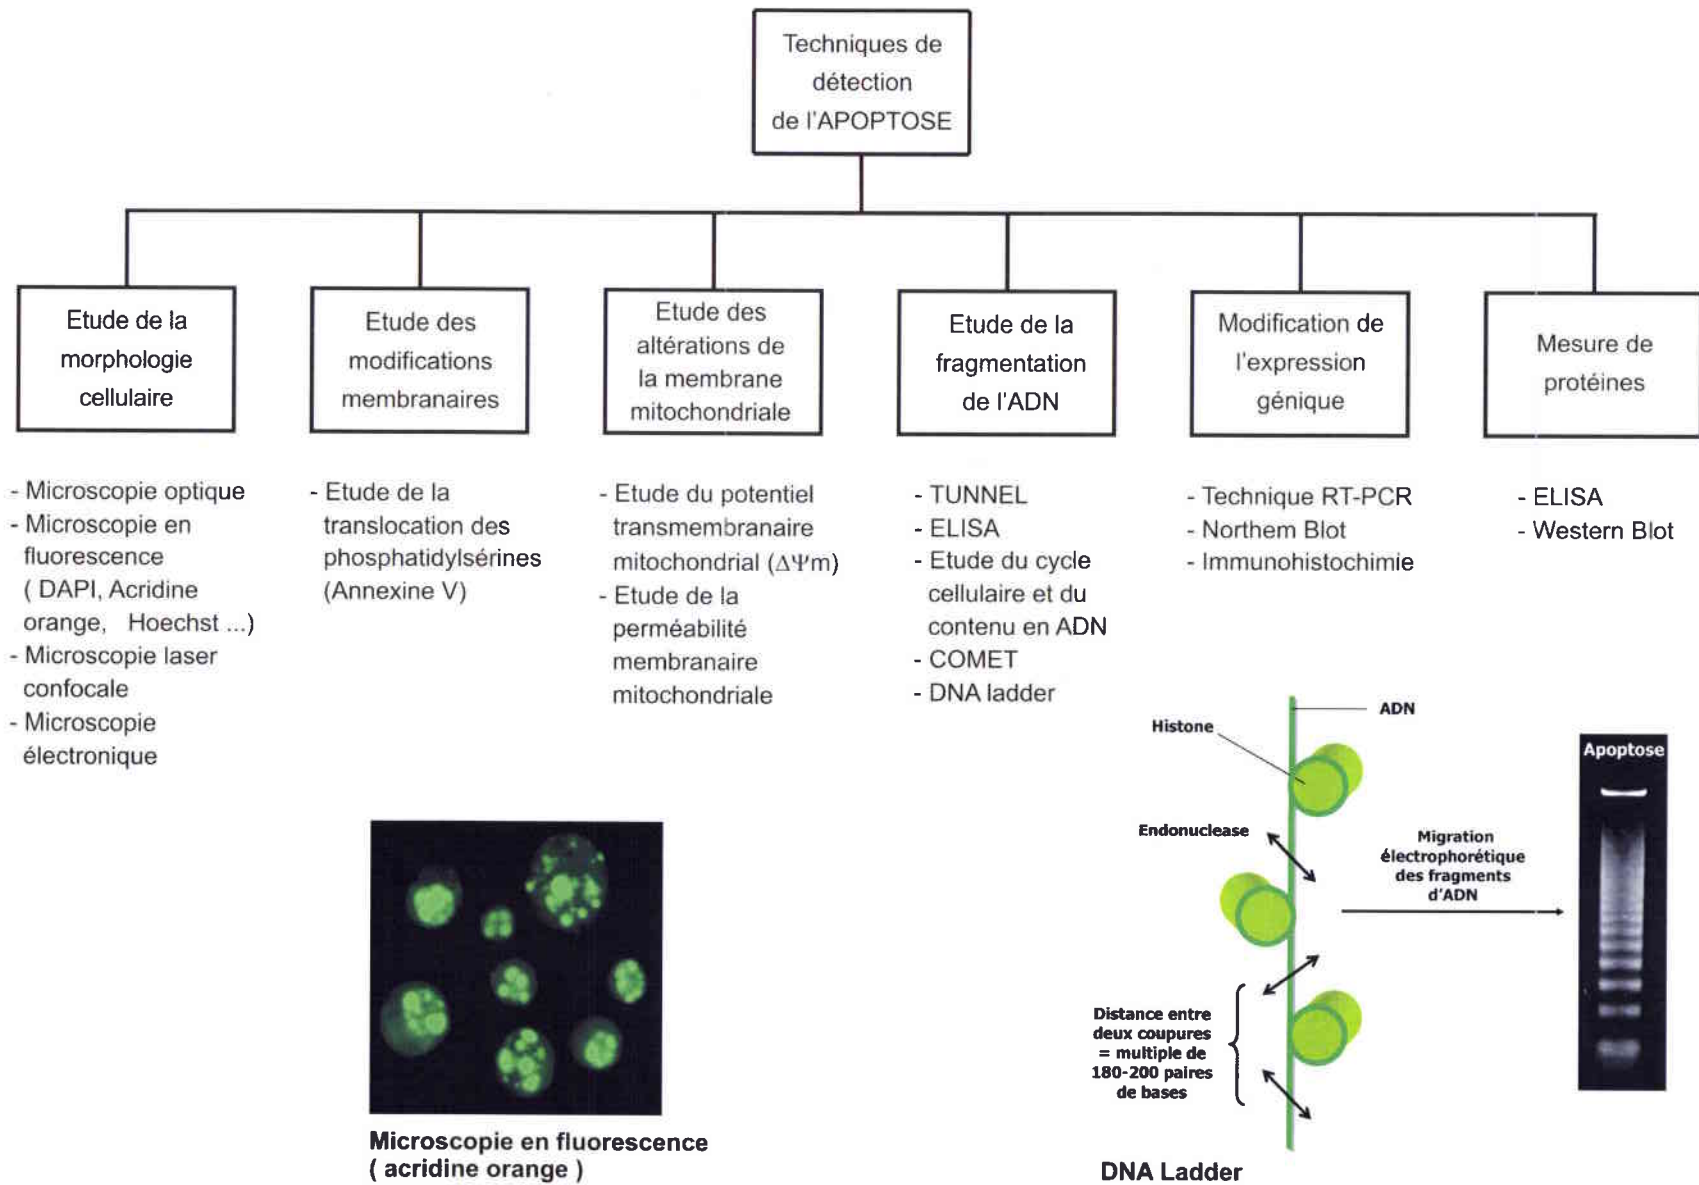 Techniques de
détection
de l'APOPTOSE
Etude de la
morphologie
cellulaire
Etude des
modifications
membranaires
Etude des
altérations de
la membrane
mitochondriale
Etude de la
fragmentation
de l'ADN
Modification de
l'expression
génique
Mesure de
protéines
- Microscopie optique
- Microscopie en
fluorescence
( DAPI, Acridine
orange, Hoechst ...)
- Microscopie laser
confocale
- Microscopie
électronique
- Etude de la
translocation des
phosphatidylsérines
(Annexine V)
- Etude du potentiel
transmembranaire
mitochondrial (ΔΨm)
- Etude de la
perméabilité
membranaire
mitochondriale
- TUNNEL
- ELISA
- Etude du cycle
cellulaire et du
contenu en ADN
- COMET
- DNA ladder
- Technique RT-PCR
- Northem Blot
- Immunohistochimie
- ELISA
- Western Blot
Microscopie en fluorescence
( acridine orange )
ADN
Histone
Endonuclease
Distance entre
deux coupures
= multiple de
180-200 paires
de bases
Migration
électrophorétique
des fragments
d'ADN
Apoptose
DNA Ladder